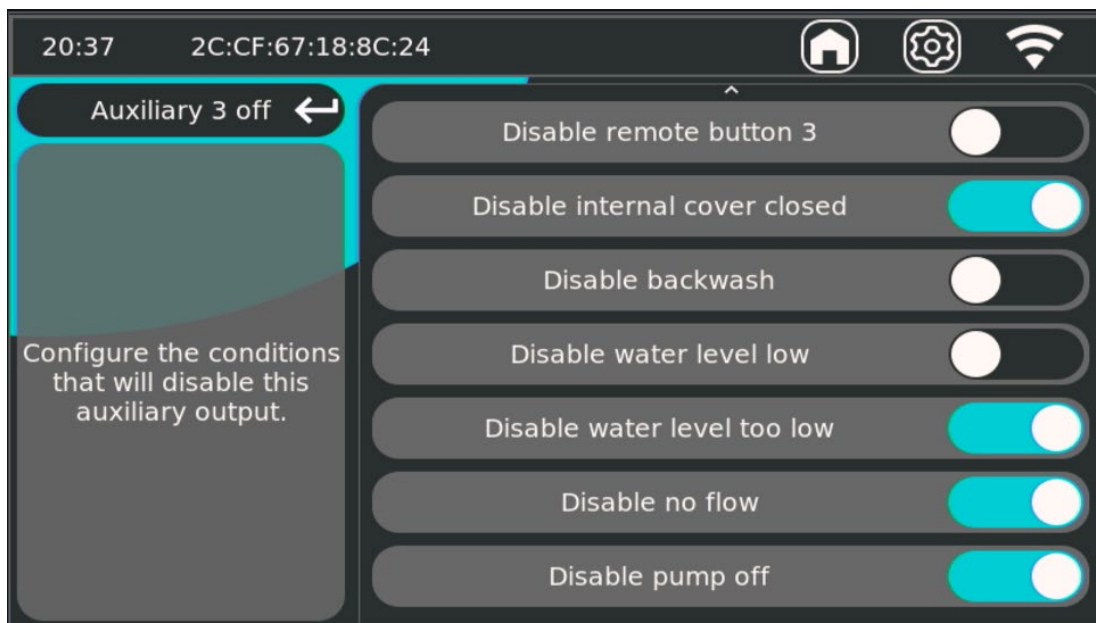 20:37 2C:CF:67:18:8C:24
Auxiliary 3 off
Configure the conditions
that will disable this
auxiliary output.
Disable remote button 3
Disable internal cover closed
Disable backwash
Disable water level low
Disable water level too low
Disable no flow
Disable pump off